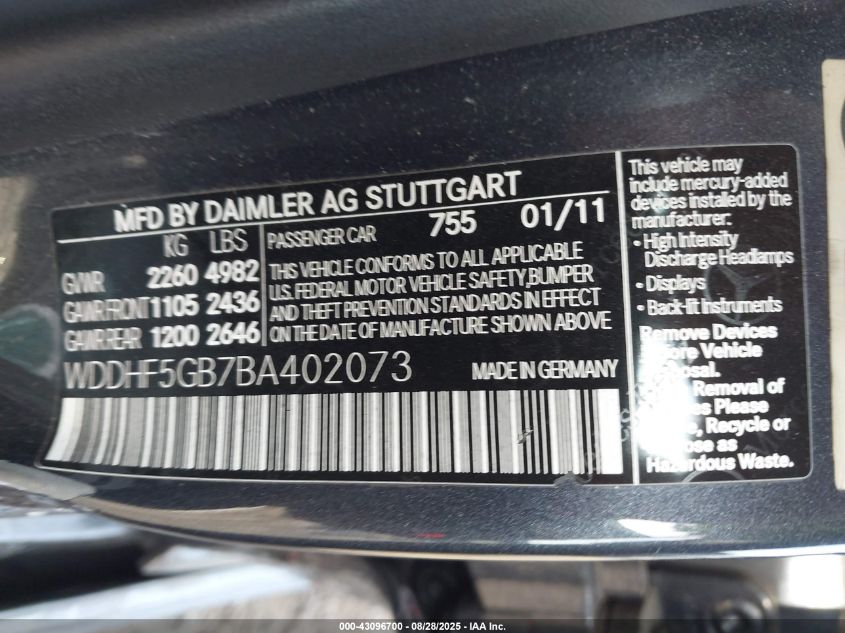 MFD BY DAIMLER AG STUTTGART
KG LBS
GVWR 2260 4982
GAWR FRONT 1105 2436
GAWR REAR 1200 2646
PASSENGER CAR 755 01/11
THIS VEHICLE CONFORMS TO ALL APPLICABLE
U.S. FEDERAL MOTOR VEHICLE SAFETY, BUMPER
AND THEFT PREVENTION STANDARDS IN EFFECT
ON THE DATE OF MANUFACTURE SHOWN ABOVE
WDDHF5GB7BA402073 MADE IN GERMANY
This vehicle may
include mercury-added
devices installed by the
manufacturer:
• High Intensity
Discharge Headlamps
• Displays
• Back-lit Instruments
Remove Devices
Vehicle
Removal of
Please
Recycle or
as
Hazardous Waste.
000-43096700 - 08/28/2025 - IAA Inc.